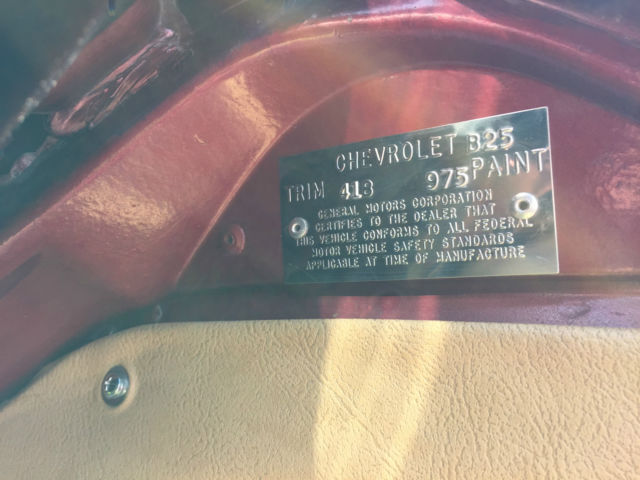 CHEVROLET B25
TRIM 413 975 PAINT
GENERAL MOTORS CORPORATION
CERTIFIES TO THE DEALER THAT
THIS VEHICLE CONFORMS TO ALL FEDERAL
MOTOR VEHICLE SAFETY STANDARDS
APPLICABLE AT TIME OF MANUFACTURE